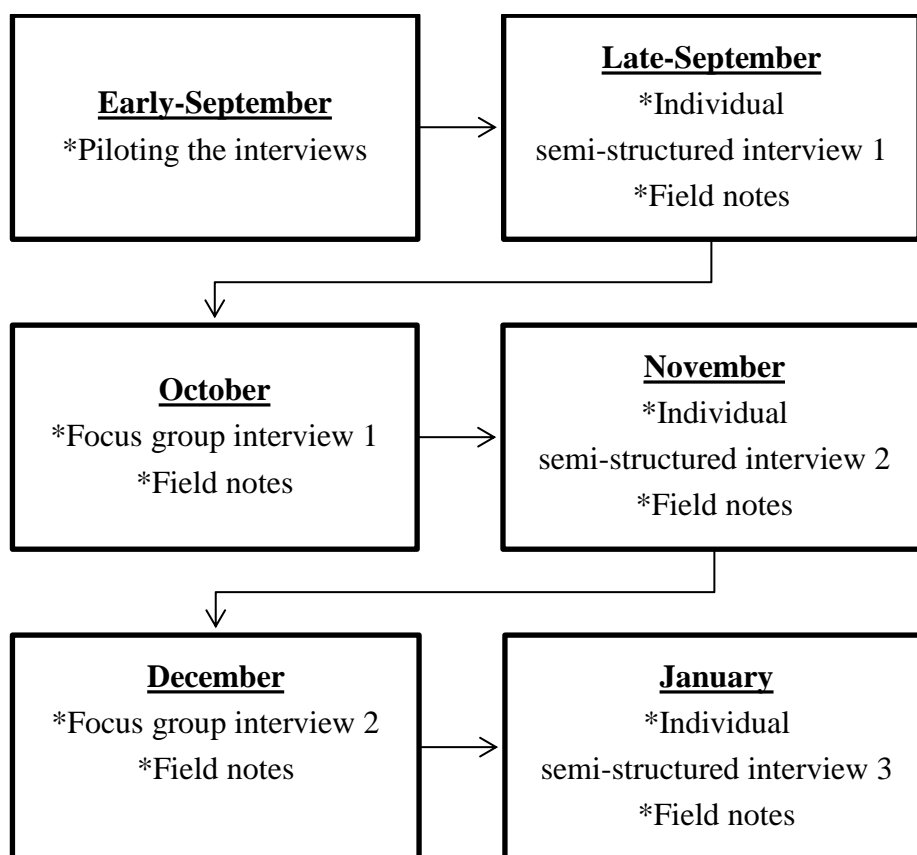 Early-September
*Piloting the interviews
Late-September
*Individual
semi-structured interview 1
*Field notes
October
*Focus group interview 1
*Field notes
November
*Individual
semi-structured interview 2
*Field notes
December
*Focus group interview 2
*Field notes
January
*Individual
semi-structured interview 3
*Field notes